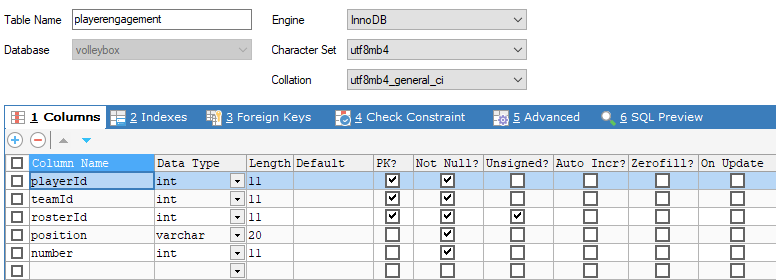 Table Name playerengagement Engine InnoDB
Database volleybox Character Set utf8mb4
Collation utf8mb4_general_ci
1 Columns 2 Indexes 3 Foreign Keys 4 Check Constraint 5 Advanced 6 SQL Preview
Column Name Data Type Length Default PK? Not Null? Unsigned? Auto Incr? Zerofill? On Update
playerId int 11
teamId int 11
rosterId int 11
position varchar 20
number int 11